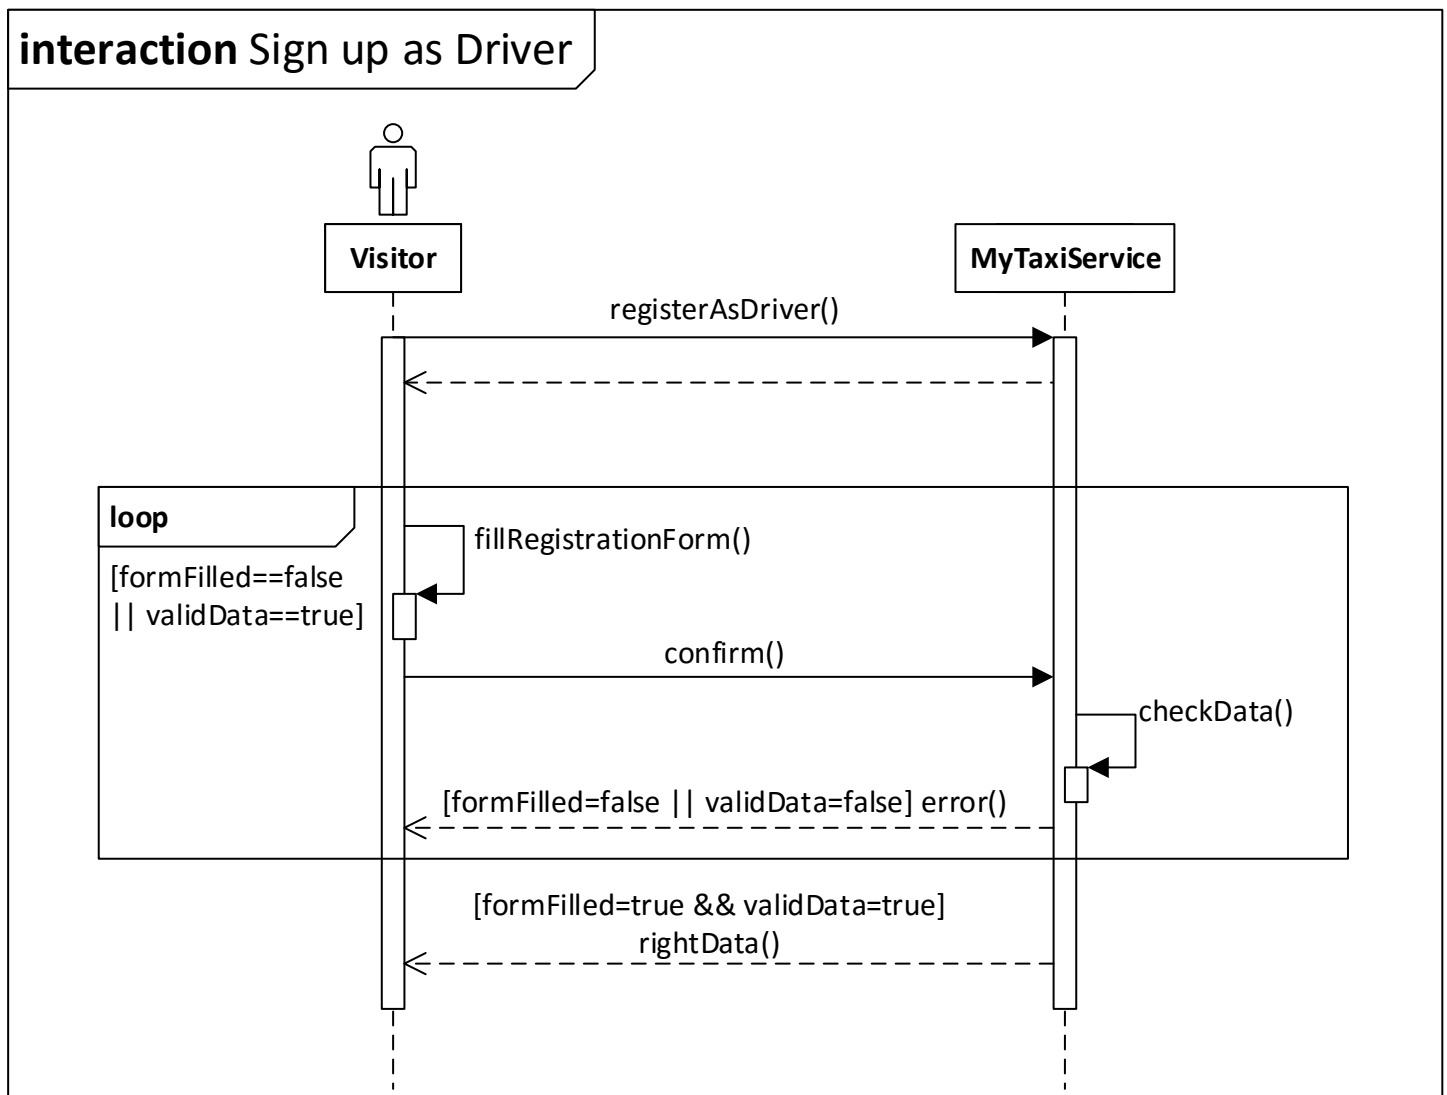 interaction Sign up as Driver
Visitor
MyTaxiService
registerAsDriver()
loop
fillRegistrationForm()
[formFilled==false
|| validData==true]
confirm()
checkData()
[formFilled=false || validData=false] error()
[formFilled=true && validData=true]
rightData()